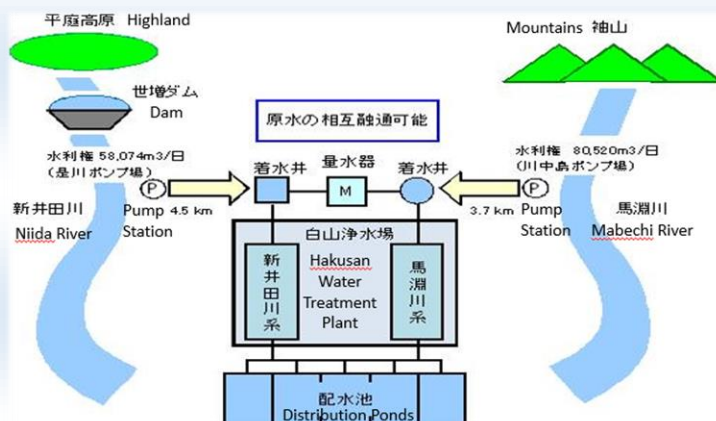 平庭高原 Highland
世増ダム
Dam
水利権 58,074m3/日
(是川ポンプ場)
P
新井田川
Niida River
Pump
Station
4.5 km
原水の相互融通可能
着水井
量水器
着水井
M
白山浄水場
Hakusan
Water
Treatment
Plant
新井田川系
馬淵川系
配水池
Distribution Ponds
Mountains 袖山
水利権 80,520m3/日
(川中島ポンプ場)
P
3.7 km
Pump
Station
馬淵川
Mabechi River